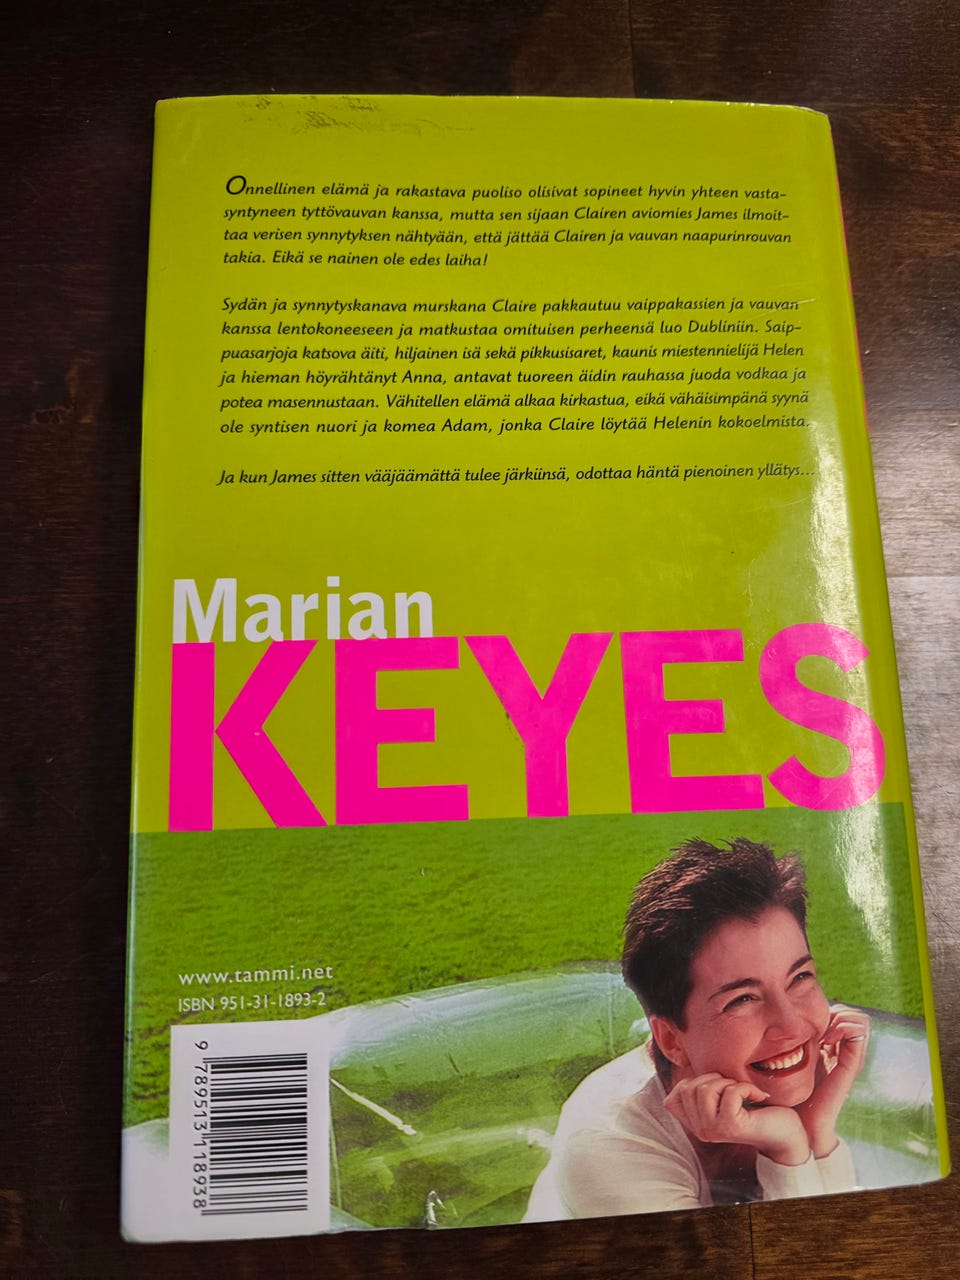 Onnellinen elämä ja rakastava puoliso olisivat sopineet hyvin yhteen vasta-
syntyneen tyttövauvan kanssa, mutta sen sijaan Clairen aviomies James ilmoit-
taa verisen synnytyksen nähtyään, että jättää Clairen ja vauvan naapurinrouvan
takia. Eikä se nainen ole edes laiha!
Sydän ja synnytyskanava murskana Claire pakkautuu vaippakassien ja vauvan
kanssa lentokoneeseen ja matkustaa omituisen perheensä luo Dubliniin. Saip-
puasarjoja katsova äiti, hiljainen isä sekä pikkusisaret, kaunis miestennielijä Helen
ja hieman höyrähtänyt Anna, antavat tuoreen äidin rauhassa juoda vodkaa ja
potea masennustaan. Vähitellen elämä alkaa kirkastua, eikä vähäisimpänä syynä
ole syntisen nuori ja komea Adam, jonka Claire löytää Helenin kokoelmista.
Ja kun James sitten vääjäämättä tulee järkiinsä, odottaa häntä pienoinen yllätys...
Marian
KEYES
www.tammi.net
ISBN 951-31-1893-2
9 789513 118938